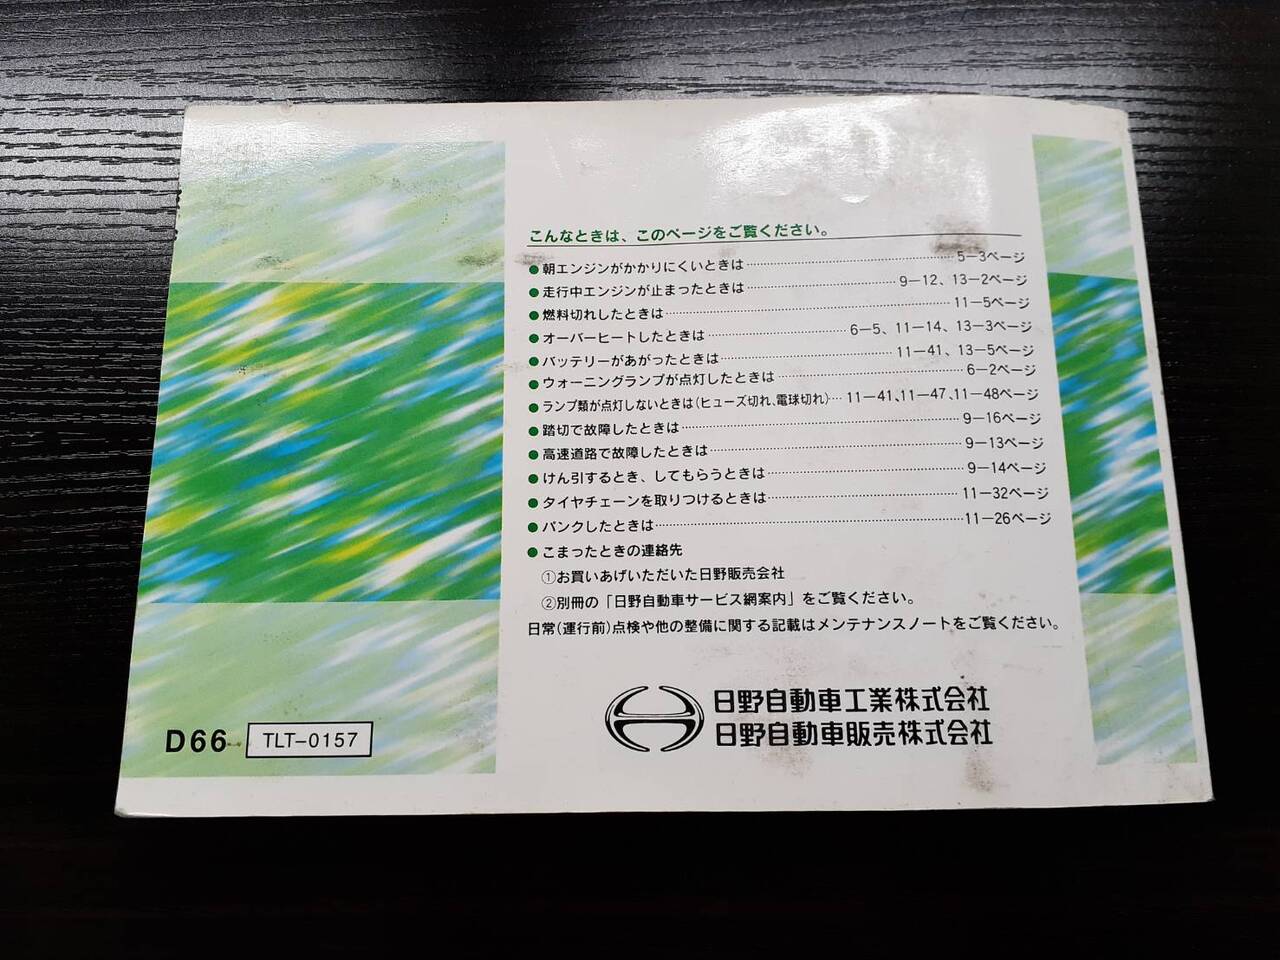 こんなときは、このページをご覧ください。
●朝エンジンがかかりにくいときは……5－3ページ
●走行中エンジンが止まったときは……9－12、13－2ページ
●燃料切れしたときは……11－5ページ
●オーバーヒートしたときは……6－5、11－14、13－3ページ
●バッテリーがあがったときは……11－41、13－5ページ
●ウォーニングランプが点灯したときは……6－2ページ
●ランプ類が点灯しないときは(ヒューズ切れ、電球切れ)…11－41、11－47、11－48ページ
●踏切で故障したときは……9－16ページ
●高速道路で故障したときは……9－13ページ
●けん引するとき、してもらうときは……9－14ページ
●タイヤチェーンを取りつけるときは……11－32ページ
●パンクしたときは……11－26ページ
●こまったときの連絡先
①お買いあげいただいた日野販売会社
②別冊の「日野自動車サービス網案内」をご覧ください。
日常(運行前)点検や他の整備に関する記載はメンテナンスノートをご覧ください。
日野自動車工業株式会社
日野自動車販売株式会社
D66 TLT-0157